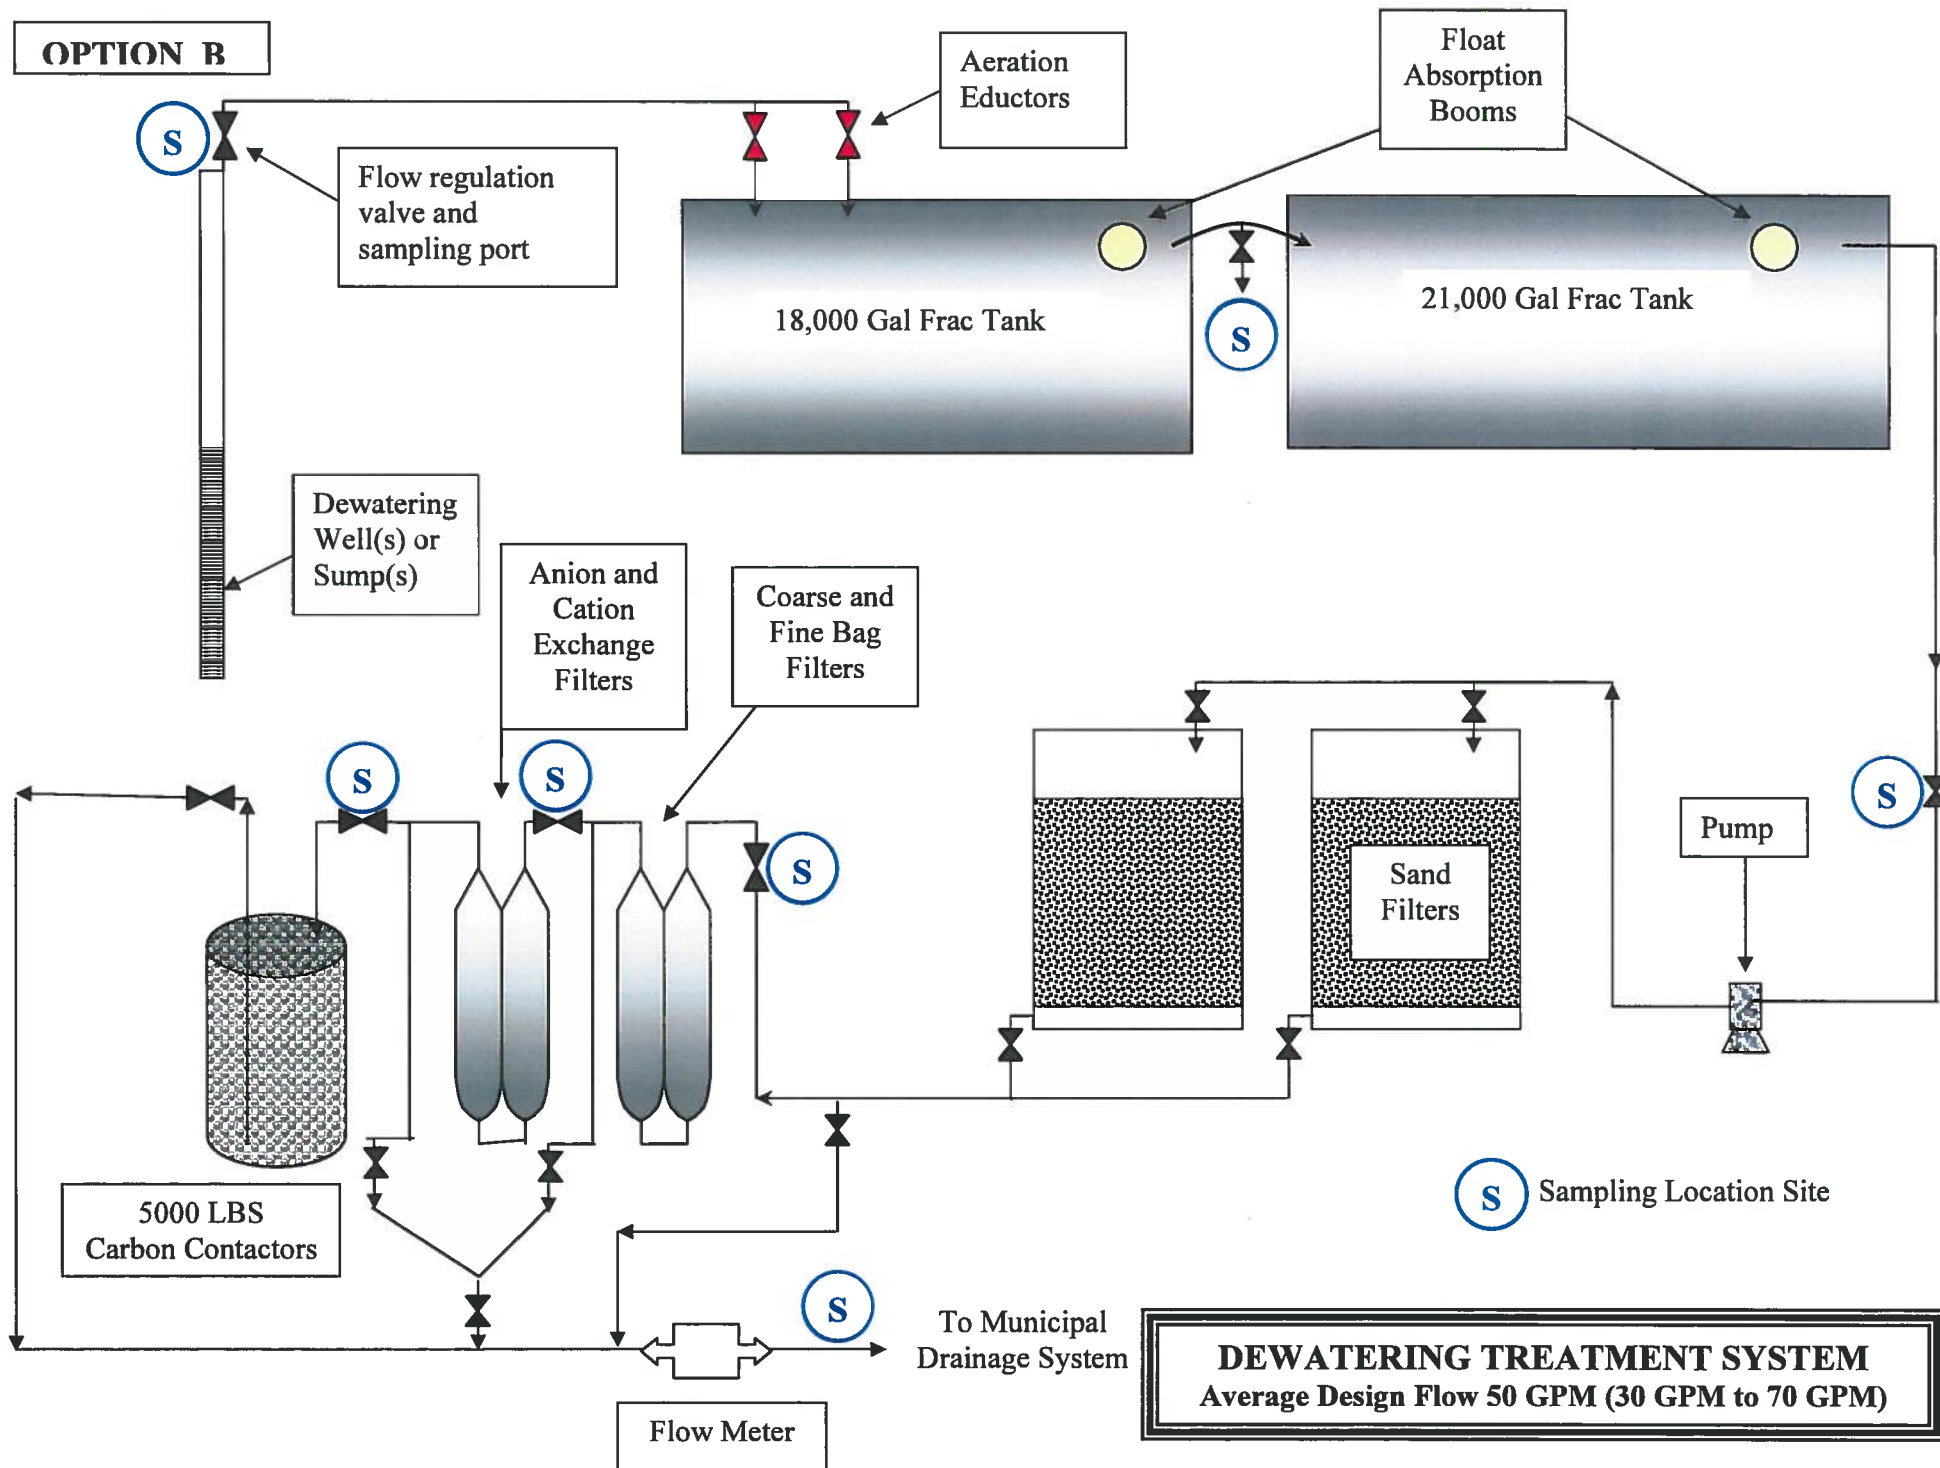 OPTION B
S
Flow regulation
valve and
sampling port
Aeration
Eductors
Float
Absorption
Booms
18,000 Gal Frac Tank
S
21,000 Gal Frac Tank
Dewatering
Well(s) or
Sump(s)
Anion and
Cation
Exchange
Filters
Coarse and
Fine Bag
Filters
S
S
S
Sand
Filters
Pump
S
5000 LBS
Carbon Contactors
S Sampling Location Site
S
To Municipal
Drainage System
Flow Meter
DEWATERING TREATMENT SYSTEM
Average Design Flow 50 GPM (30 GPM to 70 GPM)